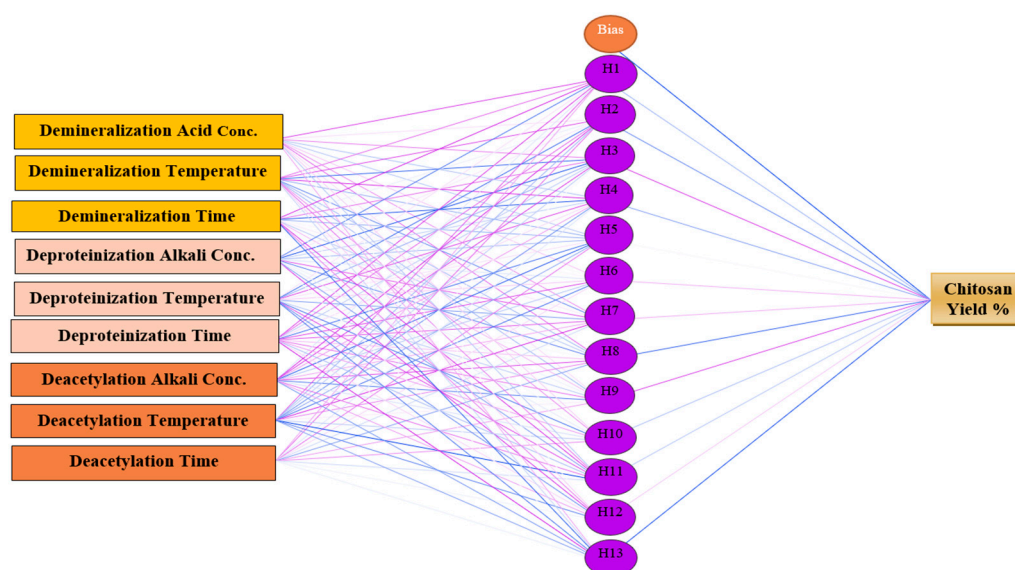 Bias
H1
H2
H3
H4
H5
H6
H7
H8
H9
H10
H11
H12
H13
Demineralization Acid Conc.
Demineralization Temperature
Demineralization Time
Deproteinization Alkali Conc.
Deproteinization Temperature
Deproteinization Time
Deacetylation Alkali Conc.
Deacetylation Temperature
Deacetylation Time
Chitosan
Yield %